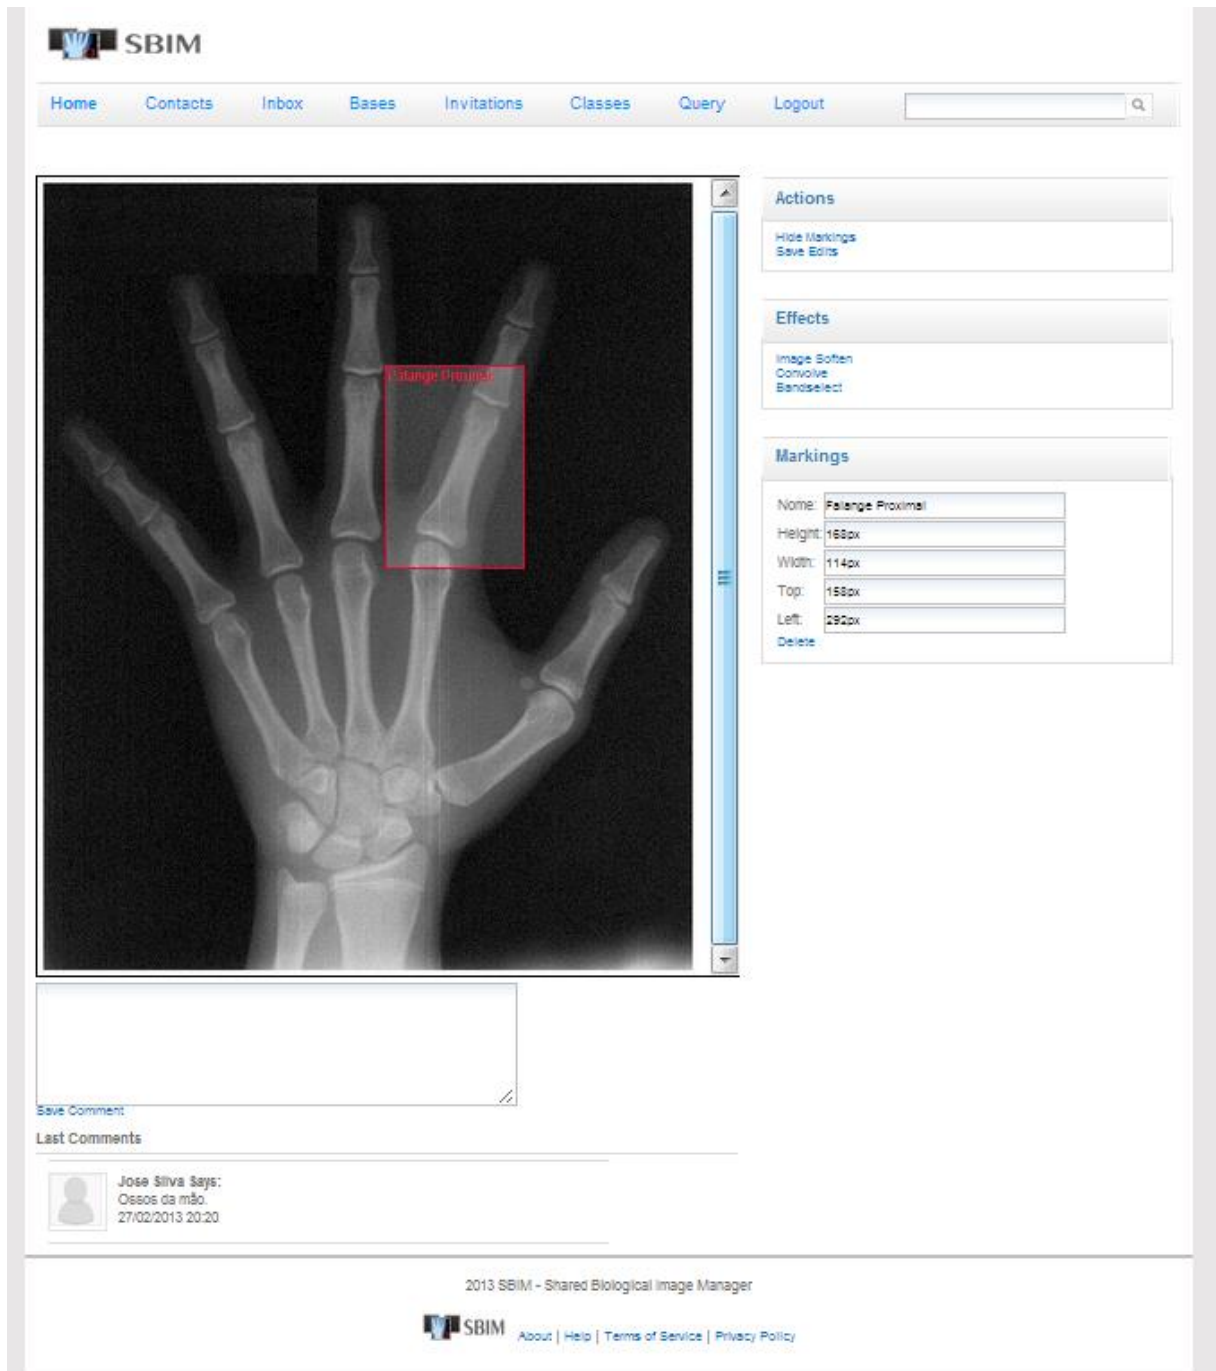 SBIM
Home Contacts Inbox Bases Invitations Classes Query Logout
Falange Proximal
Actions
Hide Markings
Save Edits
Effects
Image Soften
Convolve
Bandselect
Markings
Nome: Falange Proximal
Height: 168px
Width: 114px
Top: 158px
Left: 292px
Delete
Save Comment
Last Comments
Jose Silva Says:
Ossos da mão.
27/02/2013 20:20
2013 SBIM - Shared Biological Image Manager
SBIM About | Help | Terms of Service | Privacy Policy